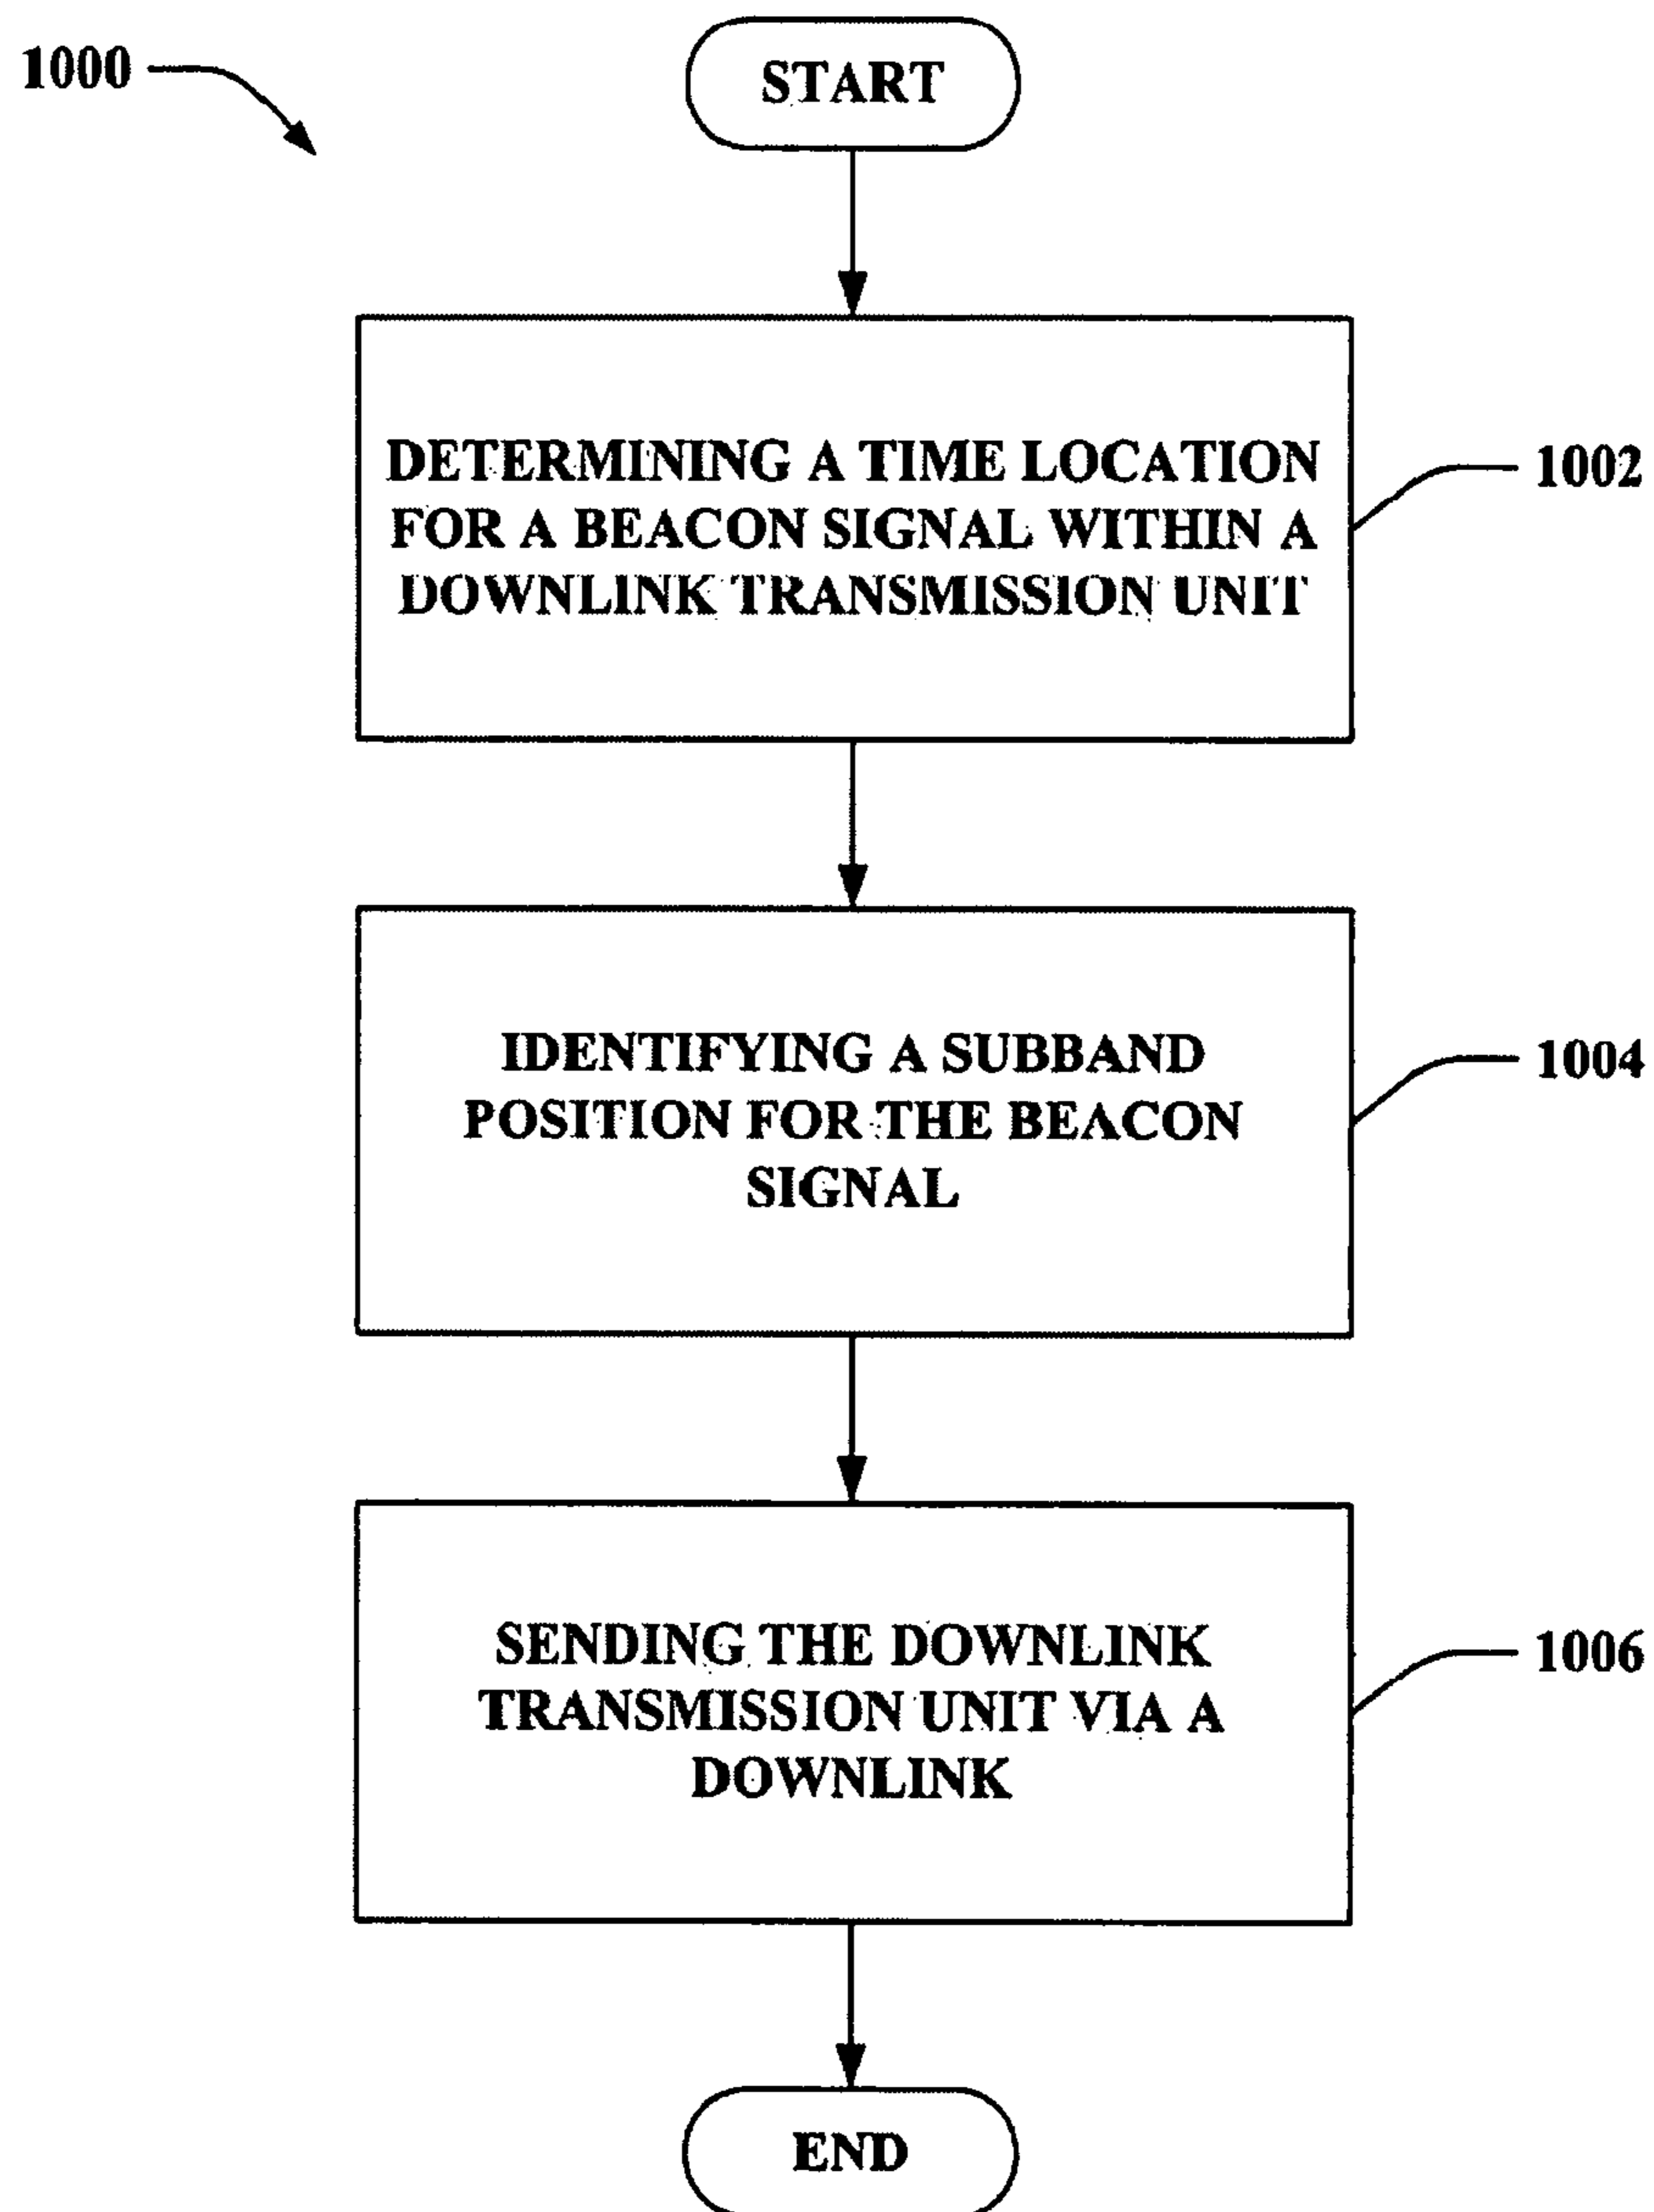 1000
START
DETERMINING A TIME LOCATION
FOR A BEACON SIGNAL WITHIN A
DOWNLINK TRANSMISSION UNIT
1002
IDENTIFYING A SUBBAND
POSITION FOR THE BEACON
SIGNAL
1004
SENDING THE DOWNLINK
TRANSMISSION UNIT VIA A
DOWNLINK
1006
END